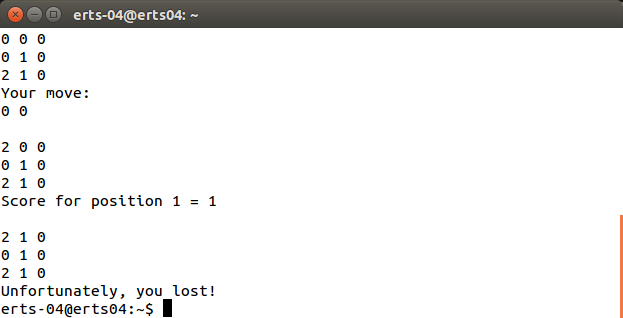 erts-04@erts04: ~
0 0 0
0 1 0
2 1 0
Your move:
0 0
2 0 0
0 1 0
2 1 0
Score for position 1 = 1
2 1 0
0 1 0
2 1 0
Unfortunately, you lost!
erts-04@erts04:~$